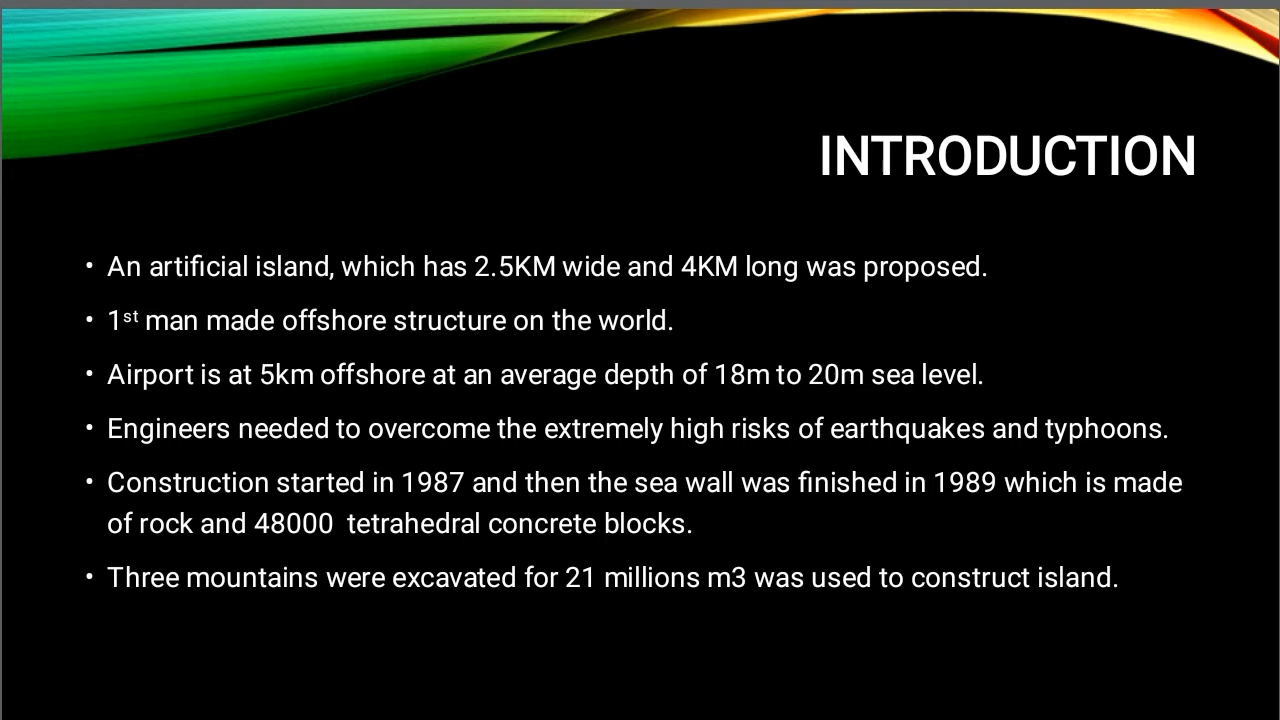 INTRODUCTION
• An artificial island, which has 2.5KM wide and 4KM long was proposed.
• 1st man made offshore structure on the world.
• Airport is at 5km offshore at an average depth of 18m to 20m sea level.
• Engineers needed to overcome the extremely high risks of earthquakes and typhoons.
• Construction started in 1987 and then the sea wall was finished in 1989 which is made
of rock and 48000  tetrahedral concrete blocks.
• Three mountains were excavated for 21 millions m3 was used to construct island.